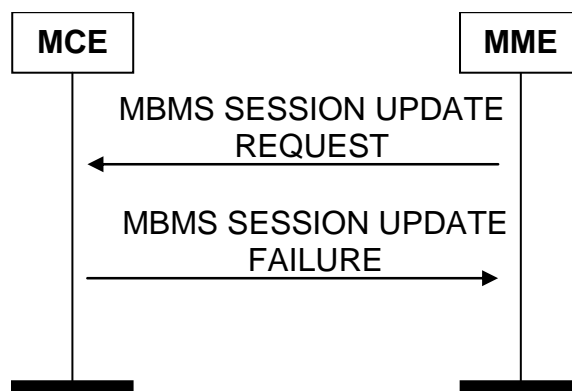 MCE
MME
MBMS SESSION UPDATE
REQUEST
MBMS SESSION UPDATE
FAILURE